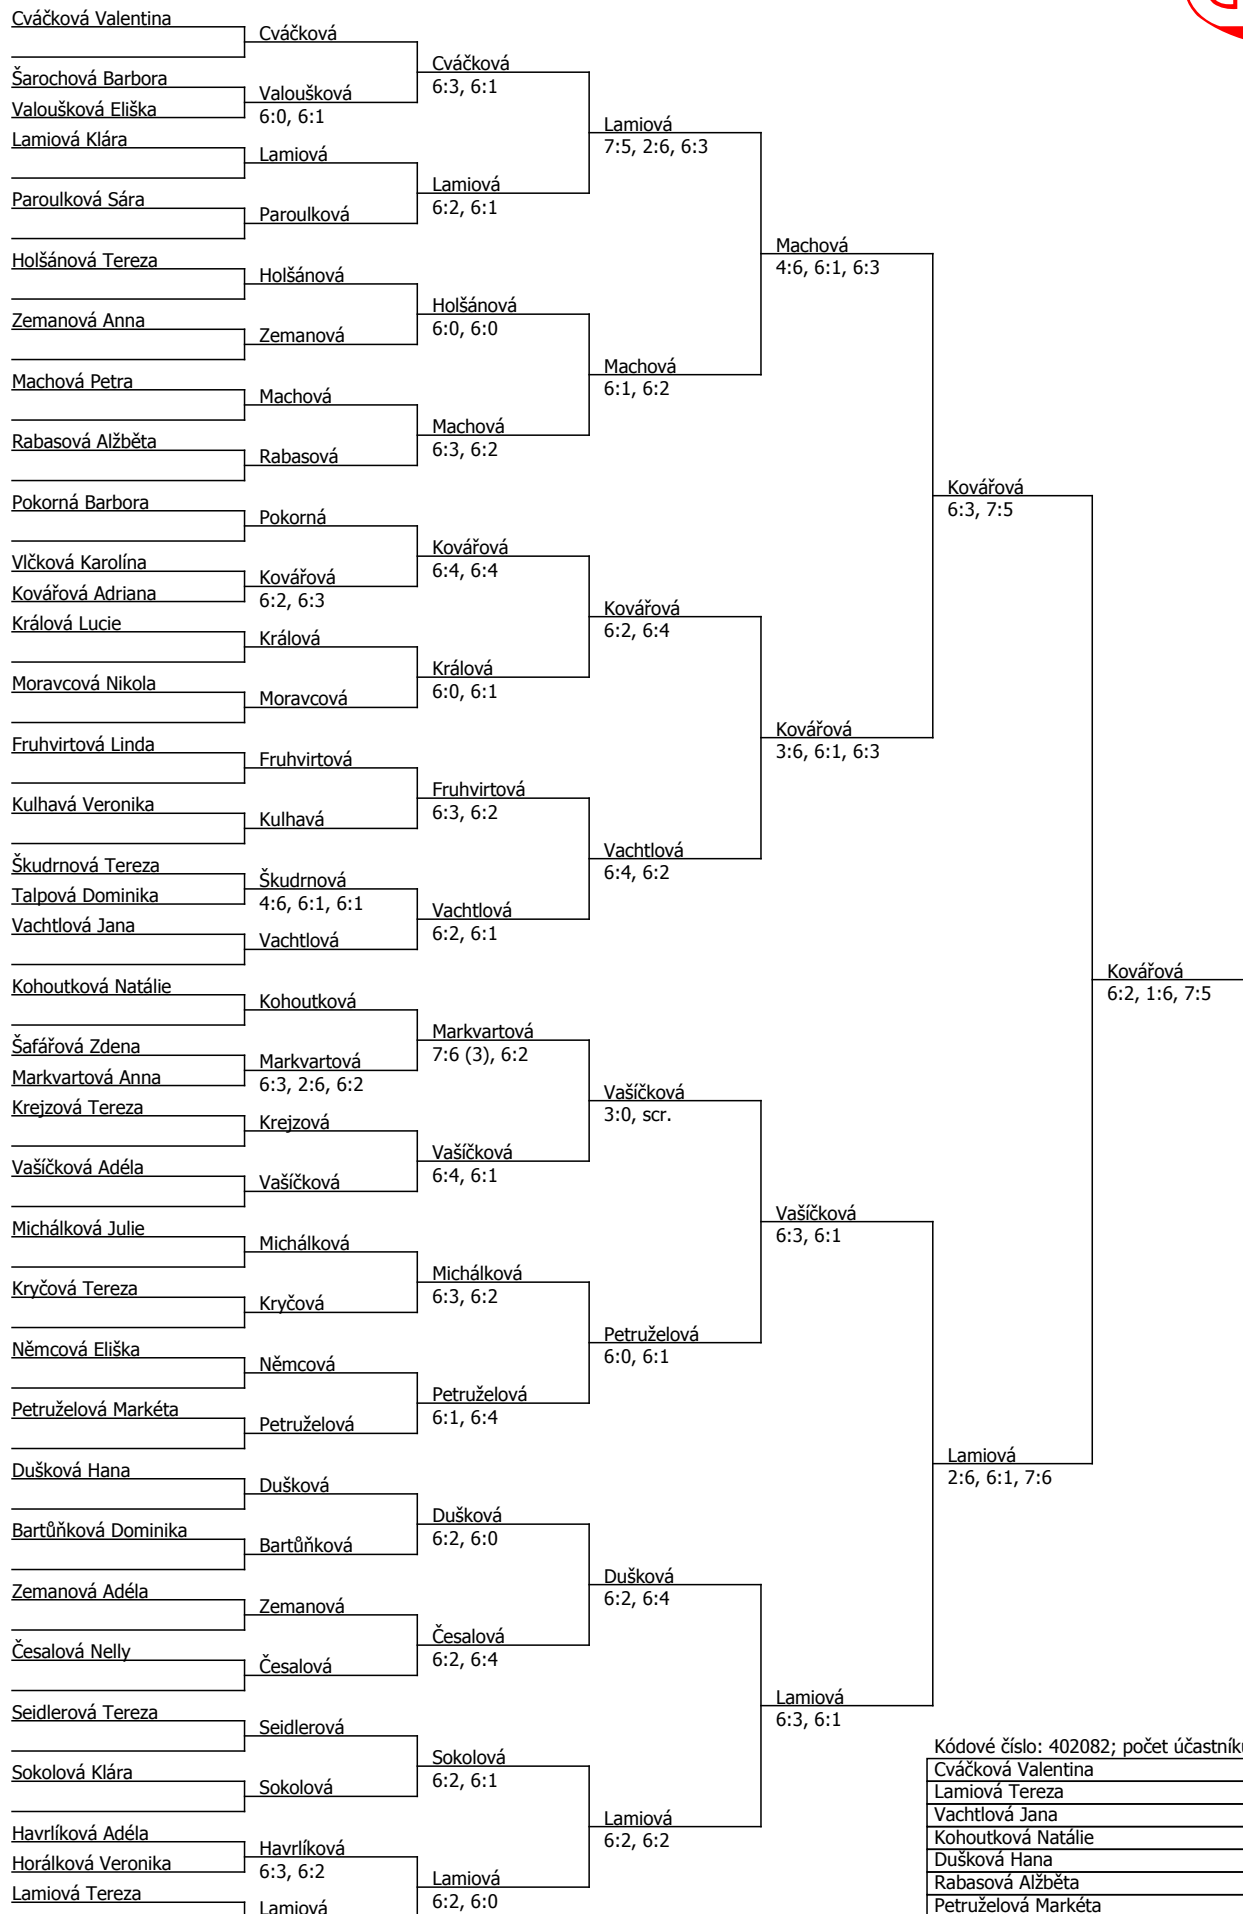 Cváčková Valentina
Šarochová Barbora
Valoušková Eliška
Lamiová Klára
Paroulková Sára
Holšánová Tereza
Zemanová Anna
Machová Petra
Rabasová Alžběta
Pokorná Barbora
Vlčková Karolína
Kovářová Adriana
Králová Lucie
Moravcová Nikola
Fruhvirtová Linda
Kulhavá Veronika
Škudrnová Tereza
Talpová Dominika
Vachtlová Jana
Kohoutková Natálie
Šafářová Zdena
Markvartová Anna
Krejzová Tereza
Vašíčková Adéla
Michálková Julie
Kryčová Tereza
Němcová Eliška
Petruželová Markéta
Dušková Hana
Bartůňková Dominika
Zemanová Adéla
Česalová Nelly
Seidlerová Tereza
Sokolová Klára
Havrlíková Adéla
Horálková Veronika
Lamiová Tereza
Cváčková
Valoušková
6:0, 6:1
Lamiová
Paroulková
Holšánová
Zemanová
Machová
Rabasová
Pokorná
Kovářová
6:2, 6:3
Králová
Moravcová
Fruhvirtová
Kulhavá
Škudrnová
4:6, 6:1, 6:1
Vachtlová
Kohoutková
Markvartová
6:3, 2:6, 6:2
Krejzová
Vašíčková
Michálková
Kryčová
Němcová
Petruželová
Dušková
Bartůňková
Zemanová
Česalová
Seidlerová
Sokolová
Havrlíková
6:3, 6:2
Lamiová
Cváčková
6:3, 6:1
Lamiová
6:2, 6:1
Holšánová
6:0, 6:0
Machová
6:3, 6:2
Kovářová
6:4, 6:4
Králová
6:0, 6:1
Fruhvirtová
6:3, 6:2
Vachtlová
6:2, 6:1
Markvartová
7:6 (3), 6:2
Vašíčková
6:4, 6:1
Michálková
6:3, 6:2
Petruželová
6:1, 6:4
Dušková
6:2, 6:0
Česalová
6:2, 6:4
Sokolová
6:2, 6:1
Lamiová
6:2, 6:0
Lamiová
7:5, 2:6, 6:3
Machová
6:1, 6:2
Kovářová
6:2, 6:4
Vachtlová
6:4, 6:2
Vašíčková
3:0, scr.
Petruželová
6:0, 6:1
Dušková
6:2, 6:4
Lamiová
6:2, 6:2
Machová
4:6, 6:1, 6:3
Kovářová
3:6, 6:1, 6:3
Vašíčková
6:3, 6:1
Lamiová
6:3, 6:1
Kovářová
6:3, 7:5
Lamiová
2:6, 6:1, 7:6
Kovářová
6:2, 1:6, 7:5
Kódové číslo: 402082; počet účastníků
Cváčková Valentina
Lamiová Tereza
Vachtlová Jana
Kohoutková Natálie
Dušková Hana
Rabasová Alžběta
Petruželová Markéta